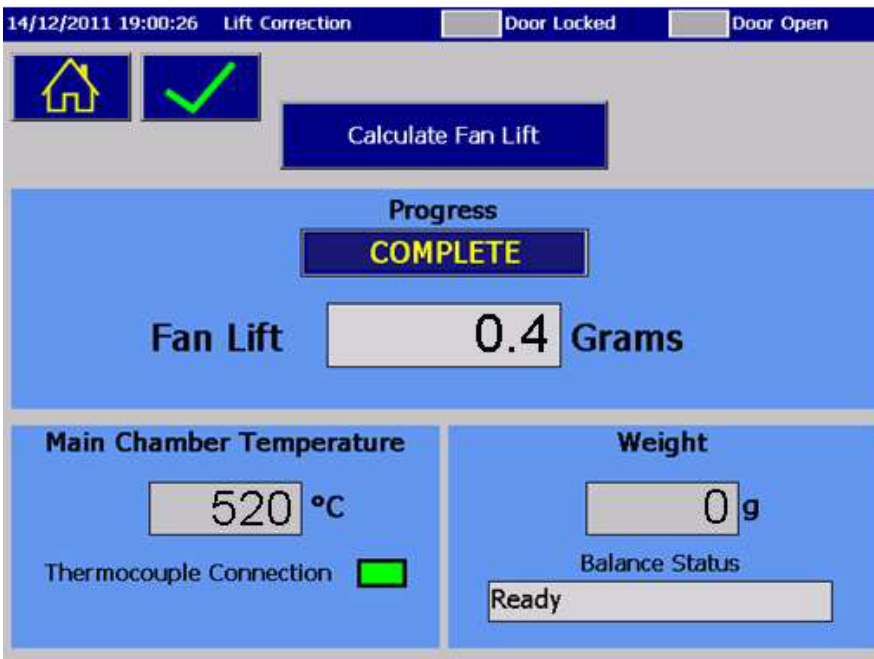 14/12/2011 19:00:26 Lift Correction Door Locked Door Open
Calculate Fan Lift
Progress
COMPLETE
Fan Lift 0.4 Grams
Main Chamber Temperature
520 °C
Thermocouple Connection
Weight
0 g
Balance Status
Ready